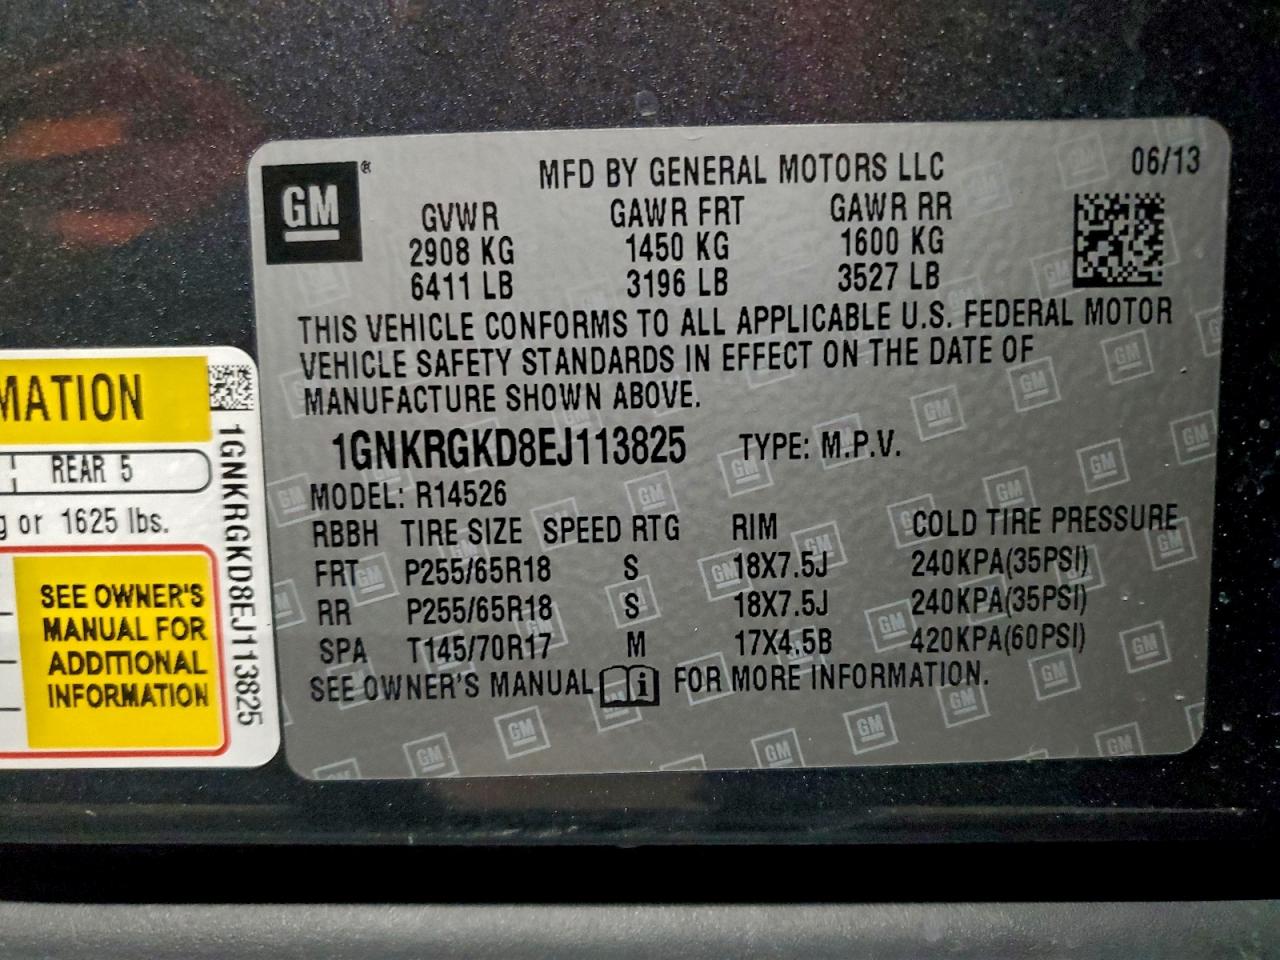 GM®
MFD BY GENERAL MOTORS LLC
06/13
GVWR GAWR FRT GAWR RR
2908 KG 1450 KG 1600 KG
6411 LB 3196 LB 3527 LB
THIS VEHICLE CONFORMS TO ALL APPLICABLE U.S. FEDERAL MOTOR
VEHICLE SAFETY STANDARDS IN EFFECT ON THE DATE OF
MANUFACTURE SHOWN ABOVE.
1GNKRGKD8EJ113825 TYPE: M.P.V.
MODEL: R14526
RBBH TIRE SIZE SPEED RTG RIM COLD TIRE PRESSURE
FRT P255/65R18 S 18X7.5J 240KPA(35PSI)
RR P255/65R18 S 18X7.5J 240KPA(35PSI)
SPA T145/70R17 M 17X4.5B 420KPA(60PSI)
SEE OWNER'S MANUAL i FOR MORE INFORMATION.
MATION
REAR 5
g or 1625 lbs.
SEE OWNER'S
MANUAL FOR
ADDITIONAL
INFORMATION
1GNKRGKD8EJ113825